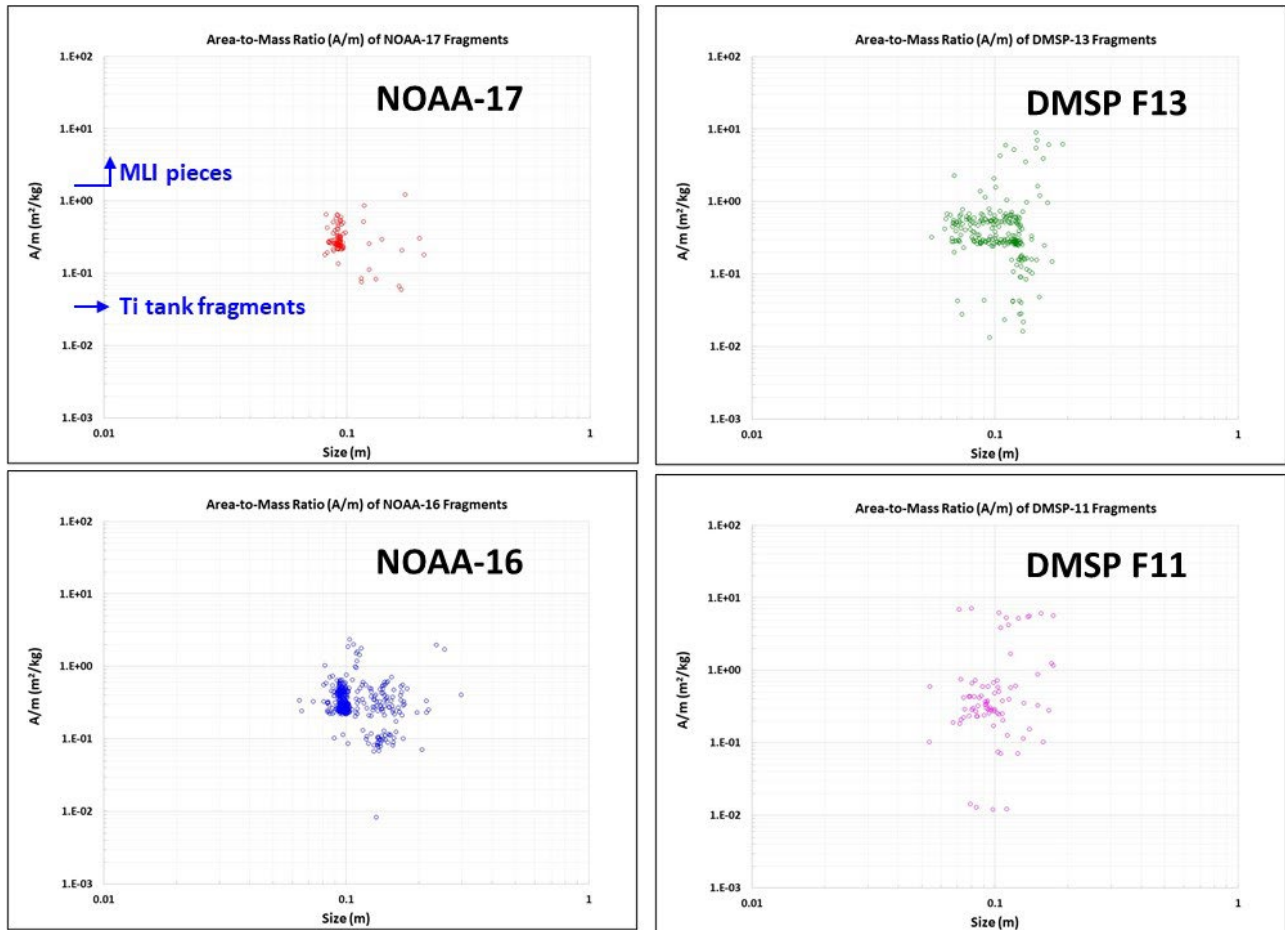 Area-to-Mass Ratio (A/m) of NOAA-17 Fragments
NOAA-17
1.E+02
1.E+01
1.E+00
1.E-01
1.E-02
1.E-03
A/m (m²/kg)
MLI pieces
Ti tank fragments
0.01
0.1
1
Size (m)
Area-to-Mass Ratio (A/m) of DMSP-13 Fragments
DMSP F13
1.E+02
1.E+01
1.E+00
1.E-01
1.E-02
1.E-03
A/m (m²/kg)
0.01
0.1
1
Size (m)
Area-to-Mass Ratio (A/m) of NOAA-16 Fragments
NOAA-16
1.E+02
1.E+01
1.E+00
1.E-01
1.E-02
1.E-03
A/m (m²/kg)
0.01
0.1
1
Size (m)
Area-to-Mass Ratio (A/m) of DMSP-11 Fragments
DMSP F11
1.E+02
1.E+01
1.E+00
1.E-01
1.E-02
1.E-03
A/m (m²/kg)
0.01
0.1
1
Size (m)